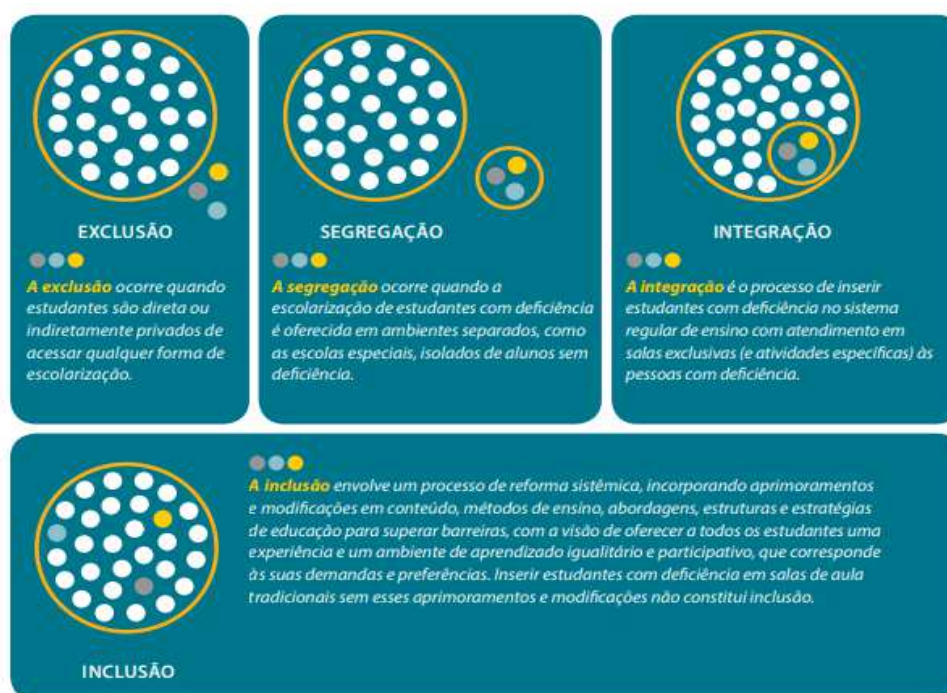 EXCLUSÃO
A exclusão ocorre quando
estudantes são direta ou
indiretamente privados de
acessar qualquer forma de
escolarização.
SEGREGAÇÃO
A segregação ocorre quando a
escolarização de estudantes com deficiência
é oferecida em ambientes separados, como
as escolas especiais, isolados de alunos sem
deficiência.
INTEGRAÇÃO
A integração é o processo de inserir
estudantes com deficiência no sistema
regular de ensino com atendimento em
salas exclusivas (e atividades específicas) às
pessoas com deficiência.
A inclusão envolve um processo de reforma sistêmica, incorporando aprimoramentos
e modificações em conteúdo, métodos de ensino, abordagens, estruturas e estratégias
de educação para superar barreiras, com a visão de oferecer a todos os estudantes uma
experiência e um ambiente de aprendizado igualitário e participativo, que corresponde
às suas demandas e preferências. Inserir estudantes com deficiência em salas de aula
tradicionais sem esses aprimoramentos e modificações não constitui inclusão.
INCLUSÃO